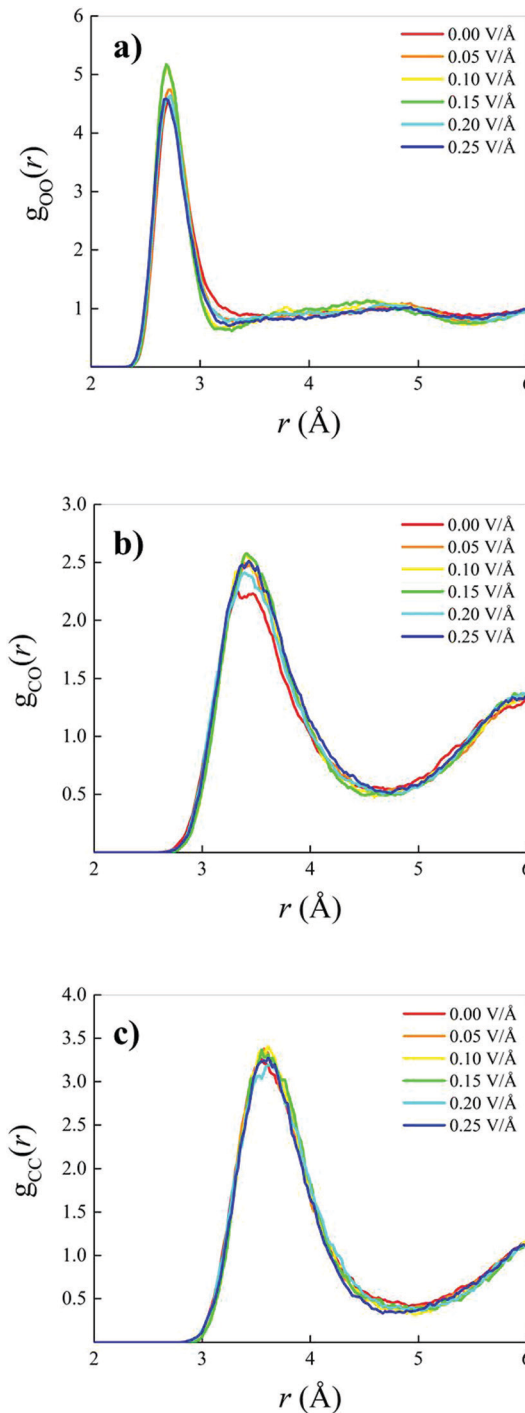 a)
0.00 V/Å
0.05 V/Å
0.10 V/Å
0.15 V/Å
0.20 V/Å
0.25 V/Å
6
5
4
3
2
1
gOO(r)
2 3 4 5 6
r (Å)
b)
0.00 V/Å
0.05 V/Å
0.10 V/Å
0.15 V/Å
0.20 V/Å
0.25 V/Å
3.0
2.5
2.0
1.5
1.0
0.5
gCO(r)
2 3 4 5 6
r (Å)
c)
0.00 V/Å
0.05 V/Å
0.10 V/Å
0.15 V/Å
0.20 V/Å
0.25 V/Å
4.0
3.5
3.0
2.5
2.0
1.5
1.0
0.5
gCC(r)
2 3 4 5 6
r (Å)